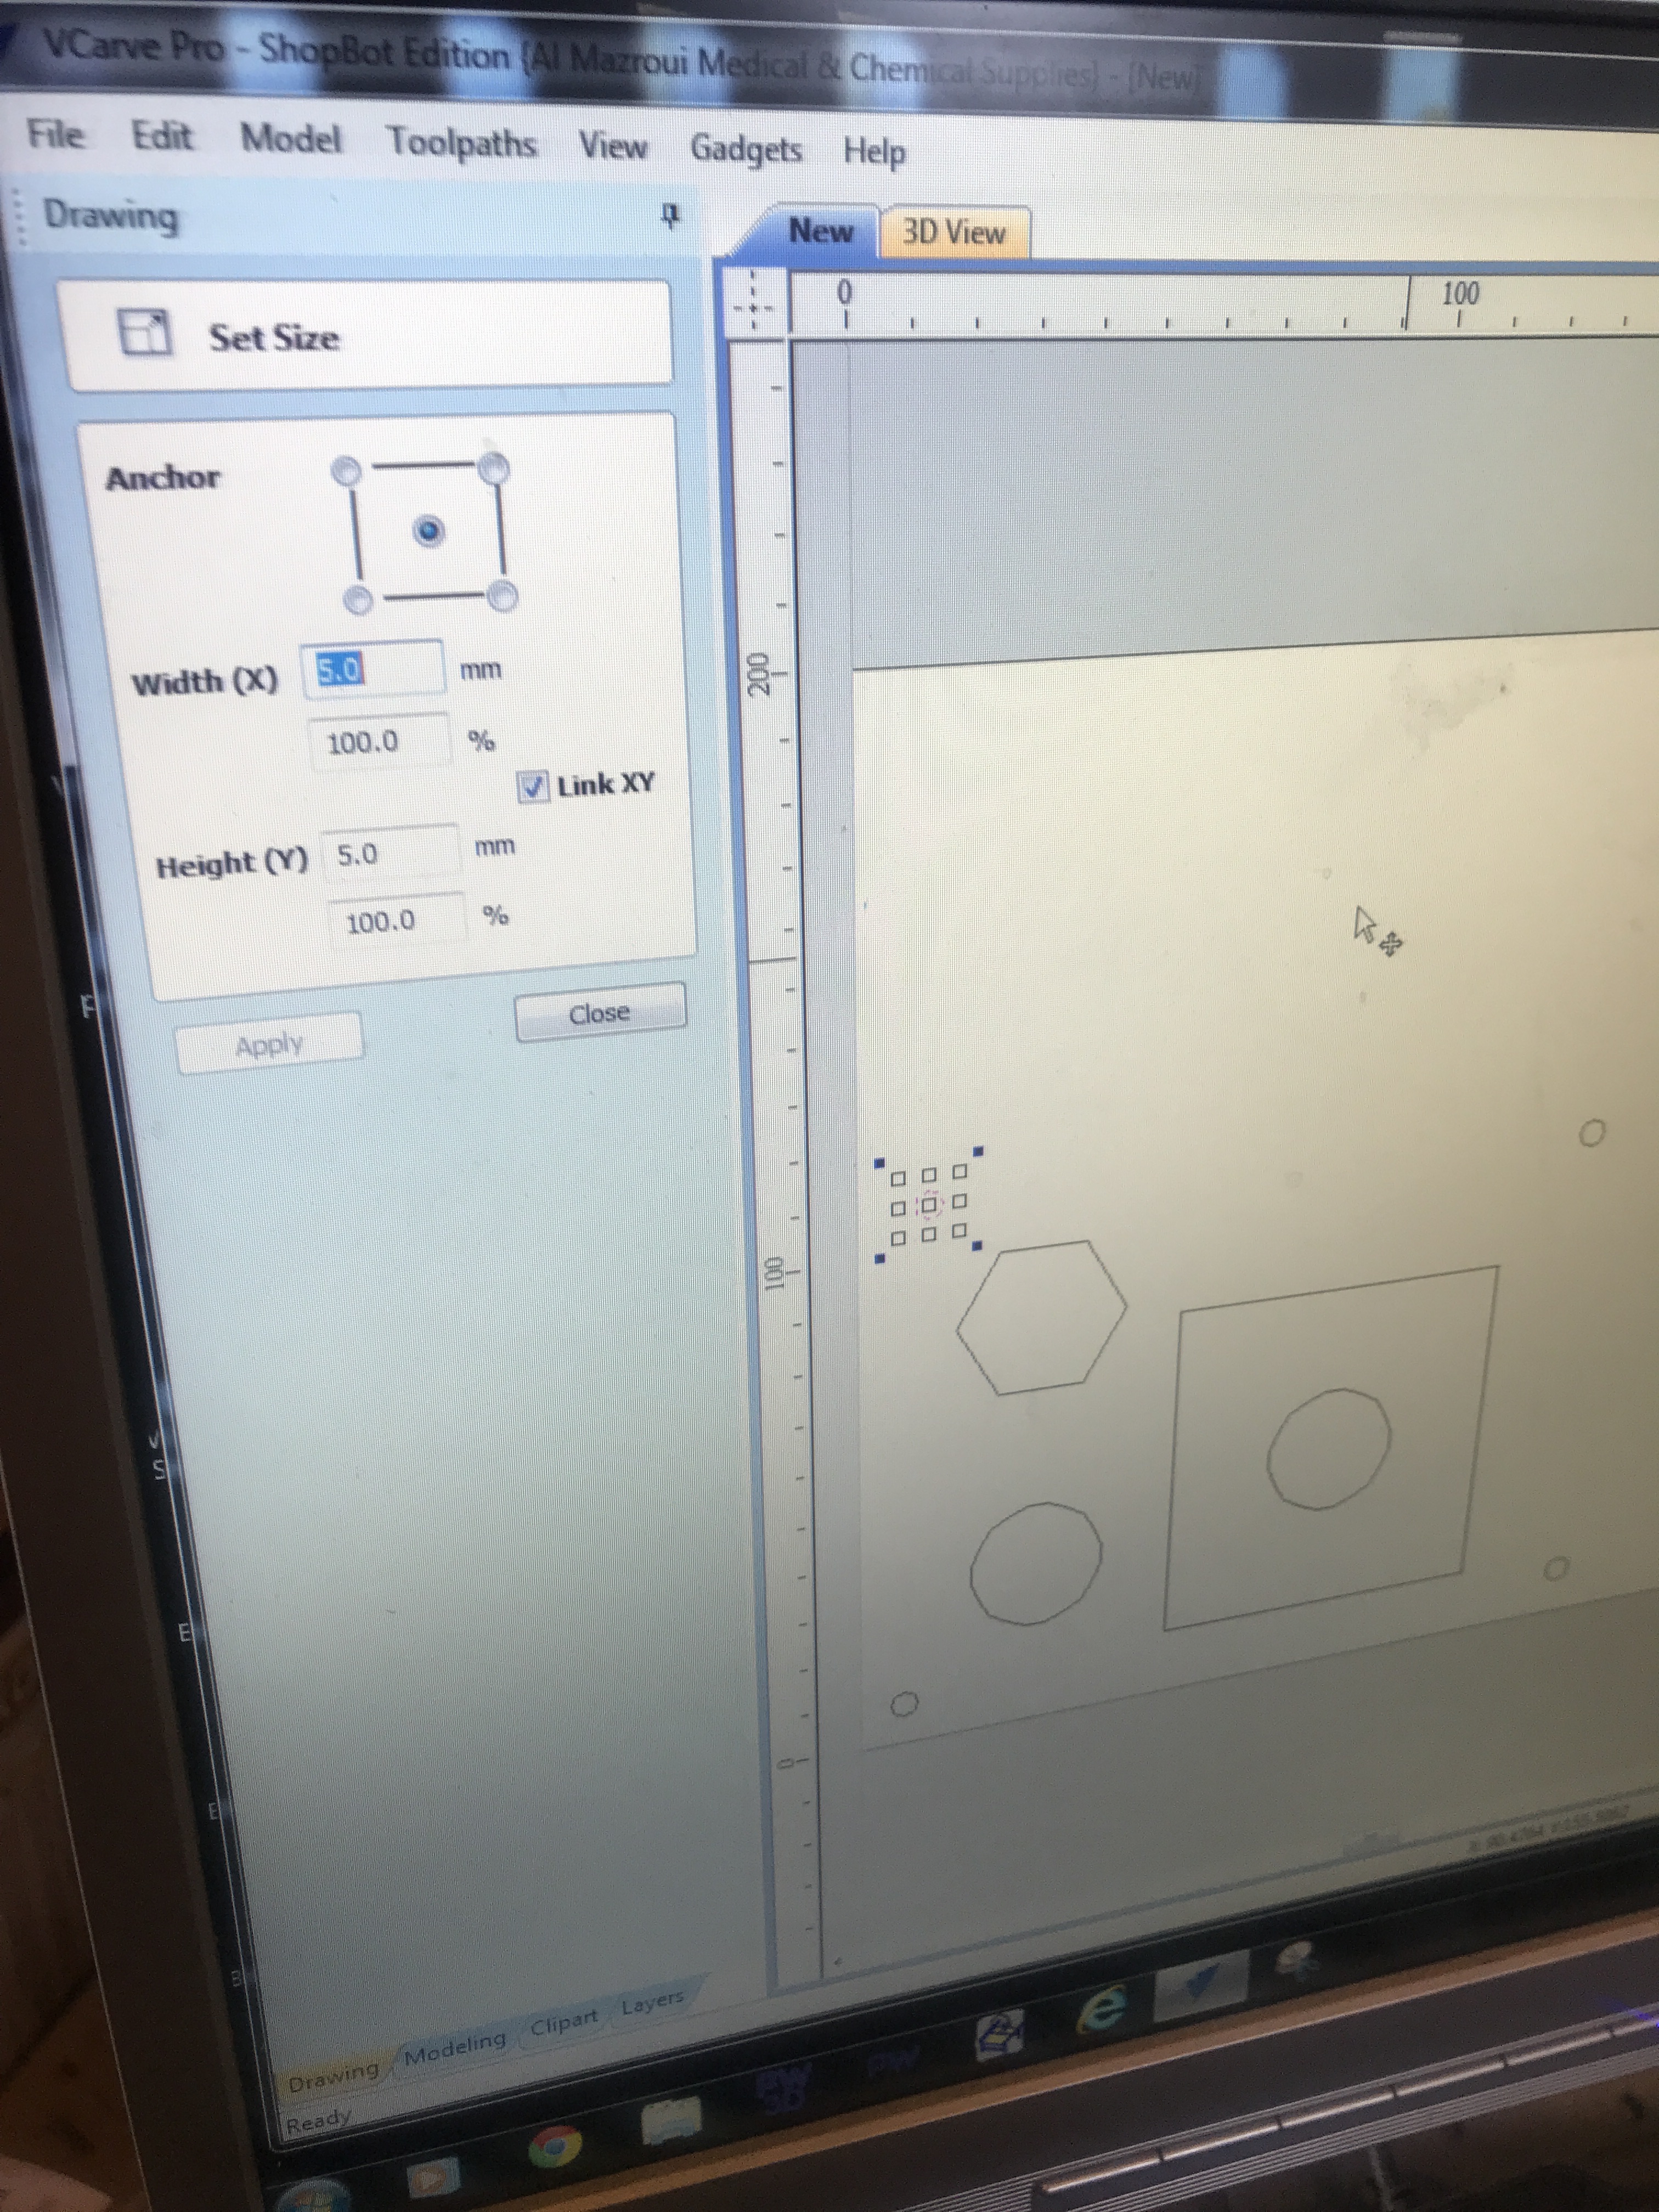 VCarve Pro - ShopBot Edition {Al Mazroui Medical & Chemical Supplies} - [New]
File Edit Model Toolpaths View Gadgets Help
Drawing
New 3D View
0 100
Set Size
Anchor
Width (X) 5.0 mm
100.0 %
Link XY
Height (Y) 5.0 mm
100.0 %
Apply Close
200
100
0
F
S
E
E
B
Drawing Modeling Clipart Layers
Ready